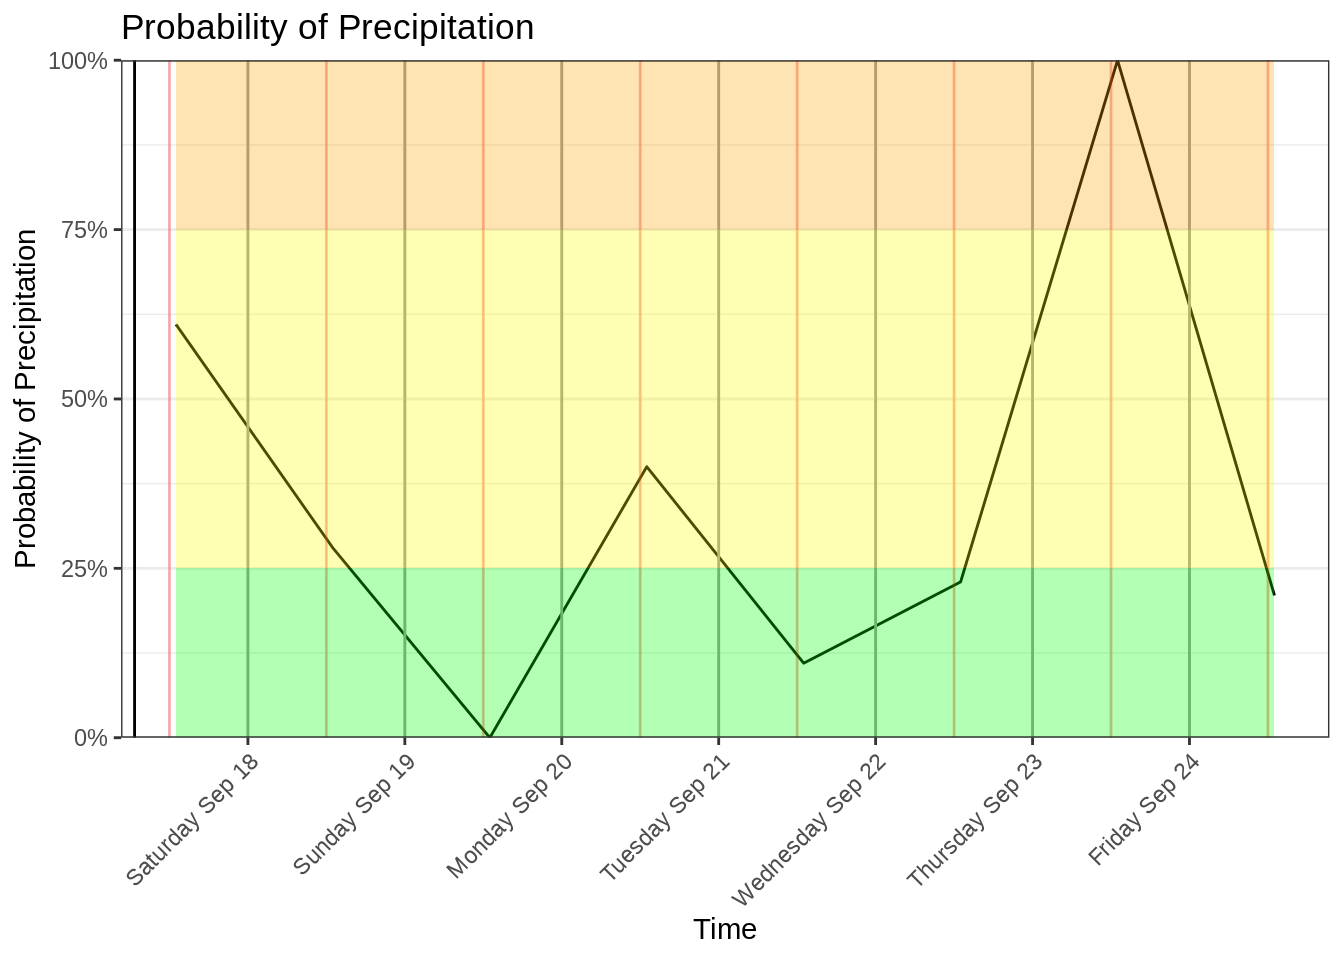 Probability of Precipitation
Probability of Precipitation
100%
75%
50%
25%
0%
Saturday Sep 18
Sunday Sep 19
Monday Sep 20
Tuesday Sep 21
Wednesday Sep 22
Thursday Sep 23
Friday Sep 24
Time